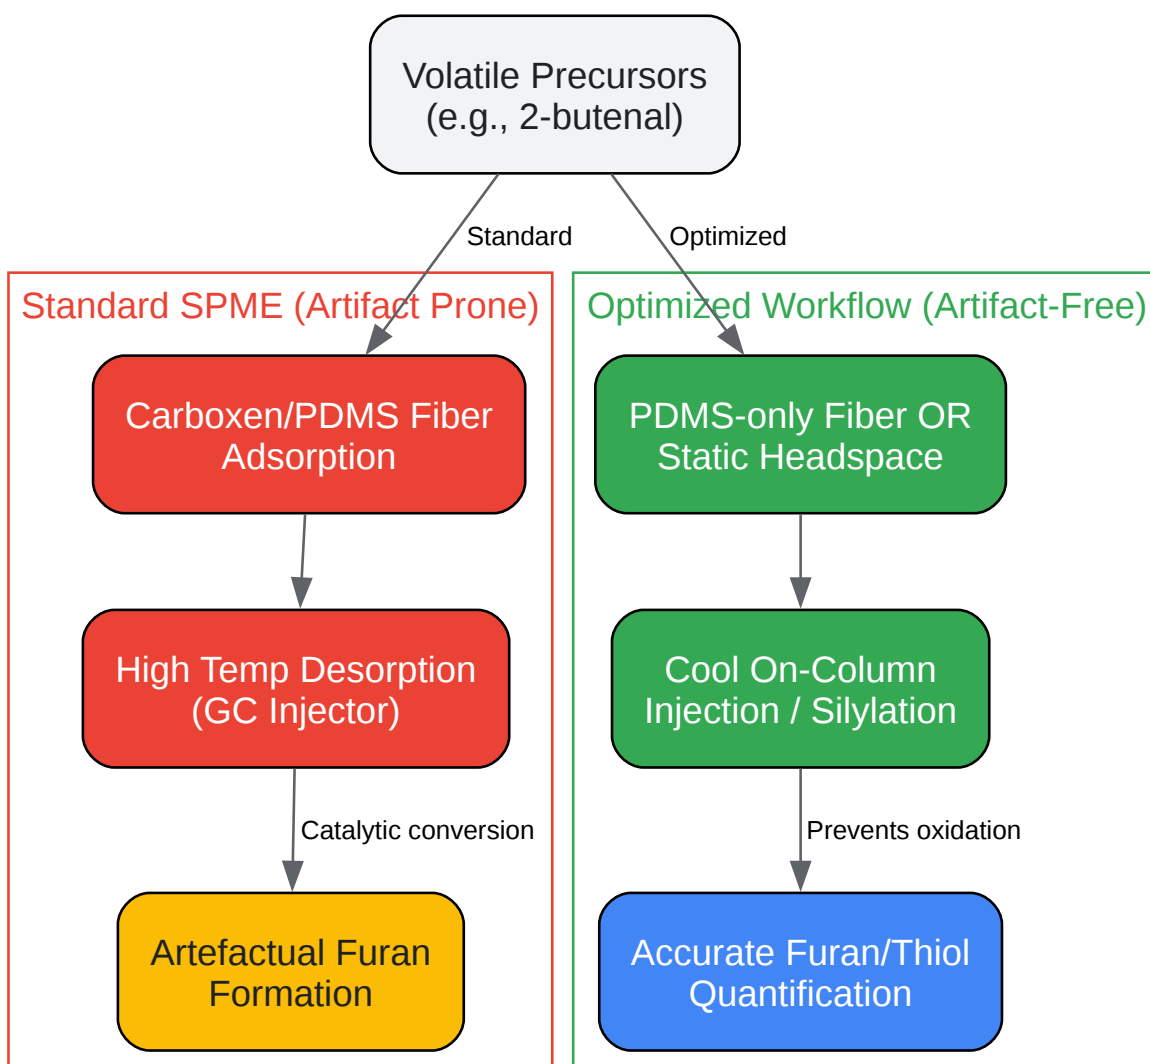 Volatile Precursors
(e.g., 2-butenal)
Standard
Optimized
Standard SPME (Artifact Prone)
Optimized Workflow (Artifact-Free)
Carboxen/PDMS Fiber
Adsorption
PDMS-only Fiber OR
Static Headspace
High Temp Desorption
(GC Injector)
Cool On-Column
Injection / Silylation
Catalytic conversion
Prevents oxidation
Artefactual Furan
Formation
Accurate Furan/Thiol
Quantification